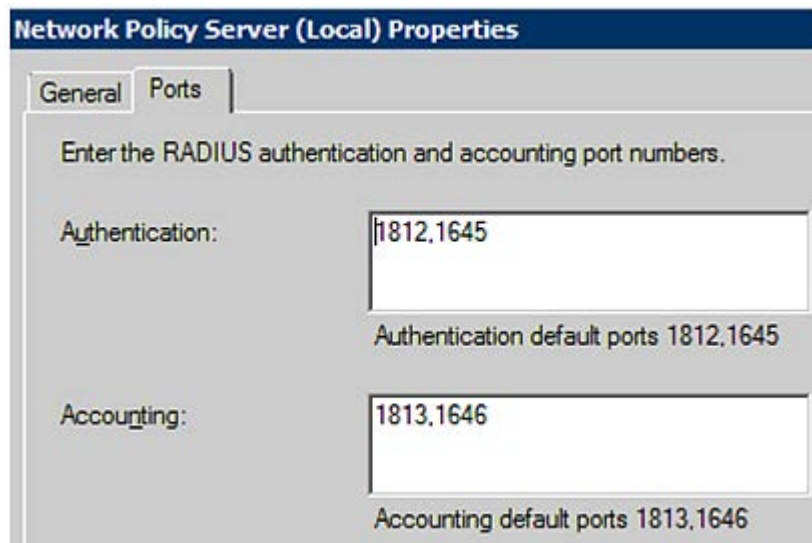 Network Policy Server (Local) Properties
General Ports
Enter the RADIUS authentication and accounting port numbers.
Authentication: 1812,1645
Authentication default ports 1812,1645
Accounting: 1813,1646
Accounting default ports 1813,1646